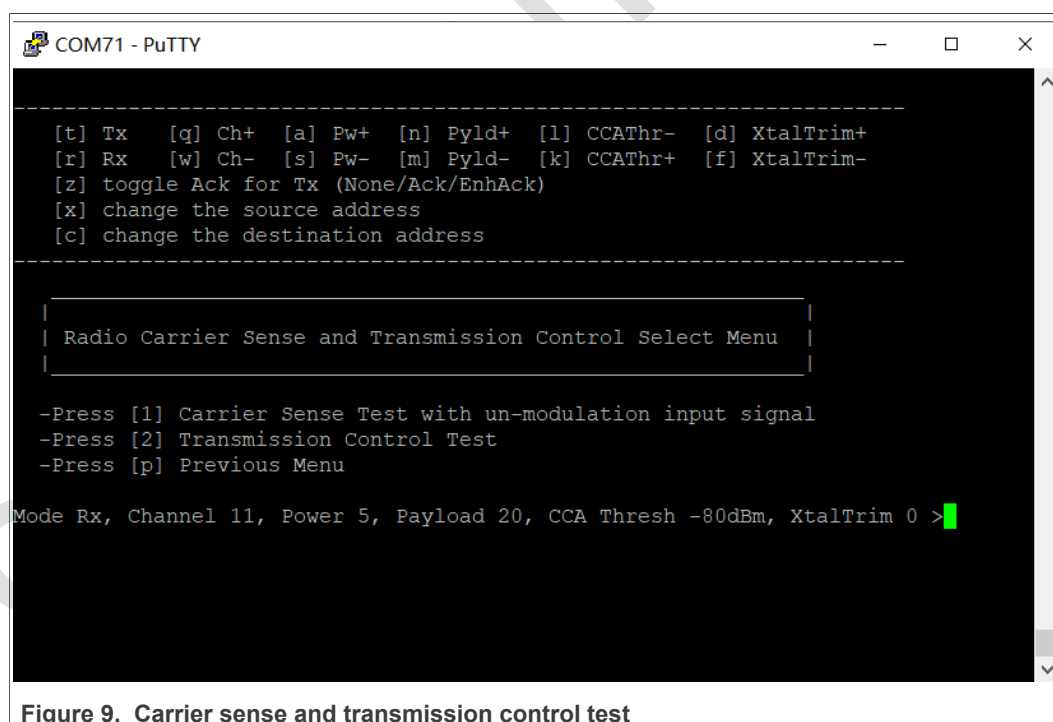 COM71 - PuTTY
----------------------------------------------------------------------
[t] Tx [q] Ch+ [a] Pw+ [n] Pyld+ [l] CCAThr- [d] XtalTrim+
[r] Rx [w] Ch- [s] Pw- [m] Pyld- [k] CCAThr+ [f] XtalTrim-
[z] toggle Ack for Tx (None/Ack/EnhAck)
[x] change the source address
[c] change the destination address
----------------------------------------------------------------------
| Radio Carrier Sense and Transmission Control Select Menu |
-Press [1] Carrier Sense Test with un-modulation input signal
-Press [2] Transmission Control Test
-Press [p] Previous Menu
Mode Rx, Channel 11, Power 5, Payload 20, CCA Thresh -80dBm, XtalTrim 0 >
Figure 9. Carrier sense and transmission control test